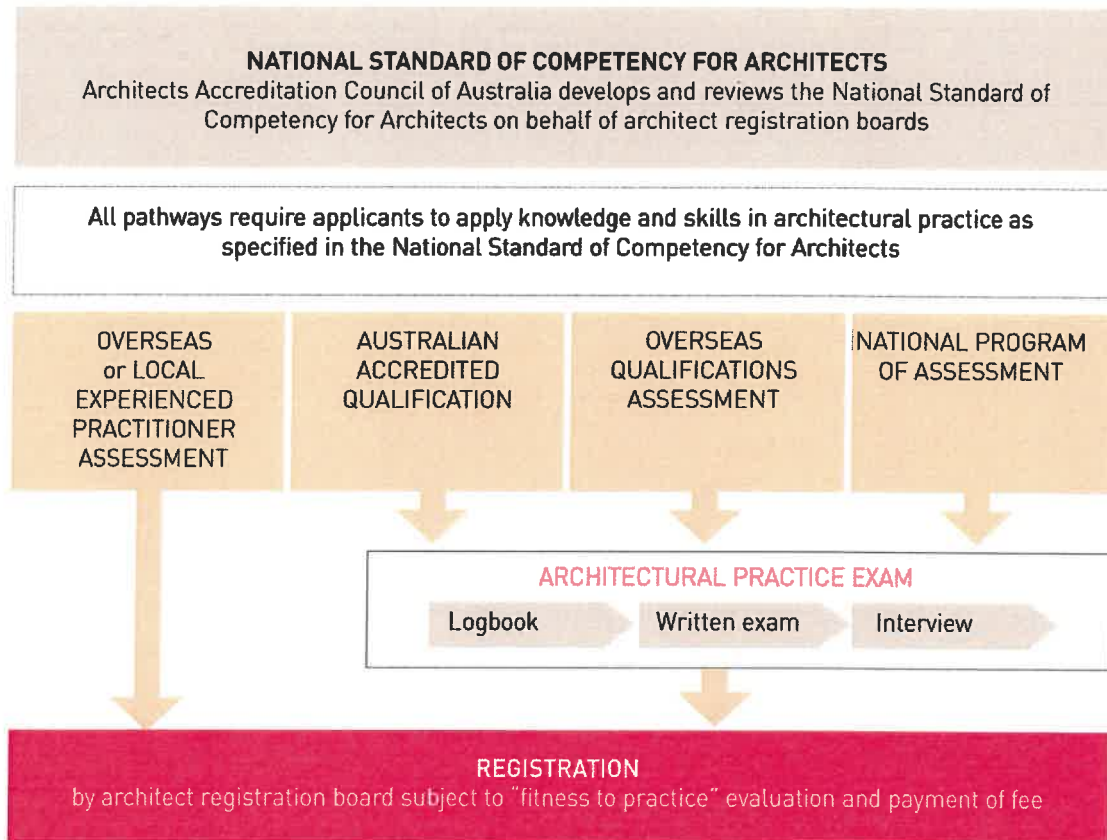 NATIONAL STANDARD OF COMPETENCY FOR ARCHITECTS
Architects Accreditation Council of Australia develops and reviews the National Standard of
Competency for Architects on behalf of architect registration boards
All pathways require applicants to apply knowledge and skills in architectural practice as
specified in the National Standard of Competency for Architects
OVERSEAS
or LOCAL
EXPERIENCED
PRACTITIONER
ASSESSMENT
AUSTRALIAN
ACCREDITED
QUALIFICATION
OVERSEAS
QUALIFICATIONS
ASSESSMENT
NATIONAL PROGRAM
OF ASSESSMENT
ARCHITECTURAL PRACTICE EXAM
Logbook
Written exam
Interview
REGISTRATION
by architect registration board subject to "fitness to practice" evaluation and payment of fee